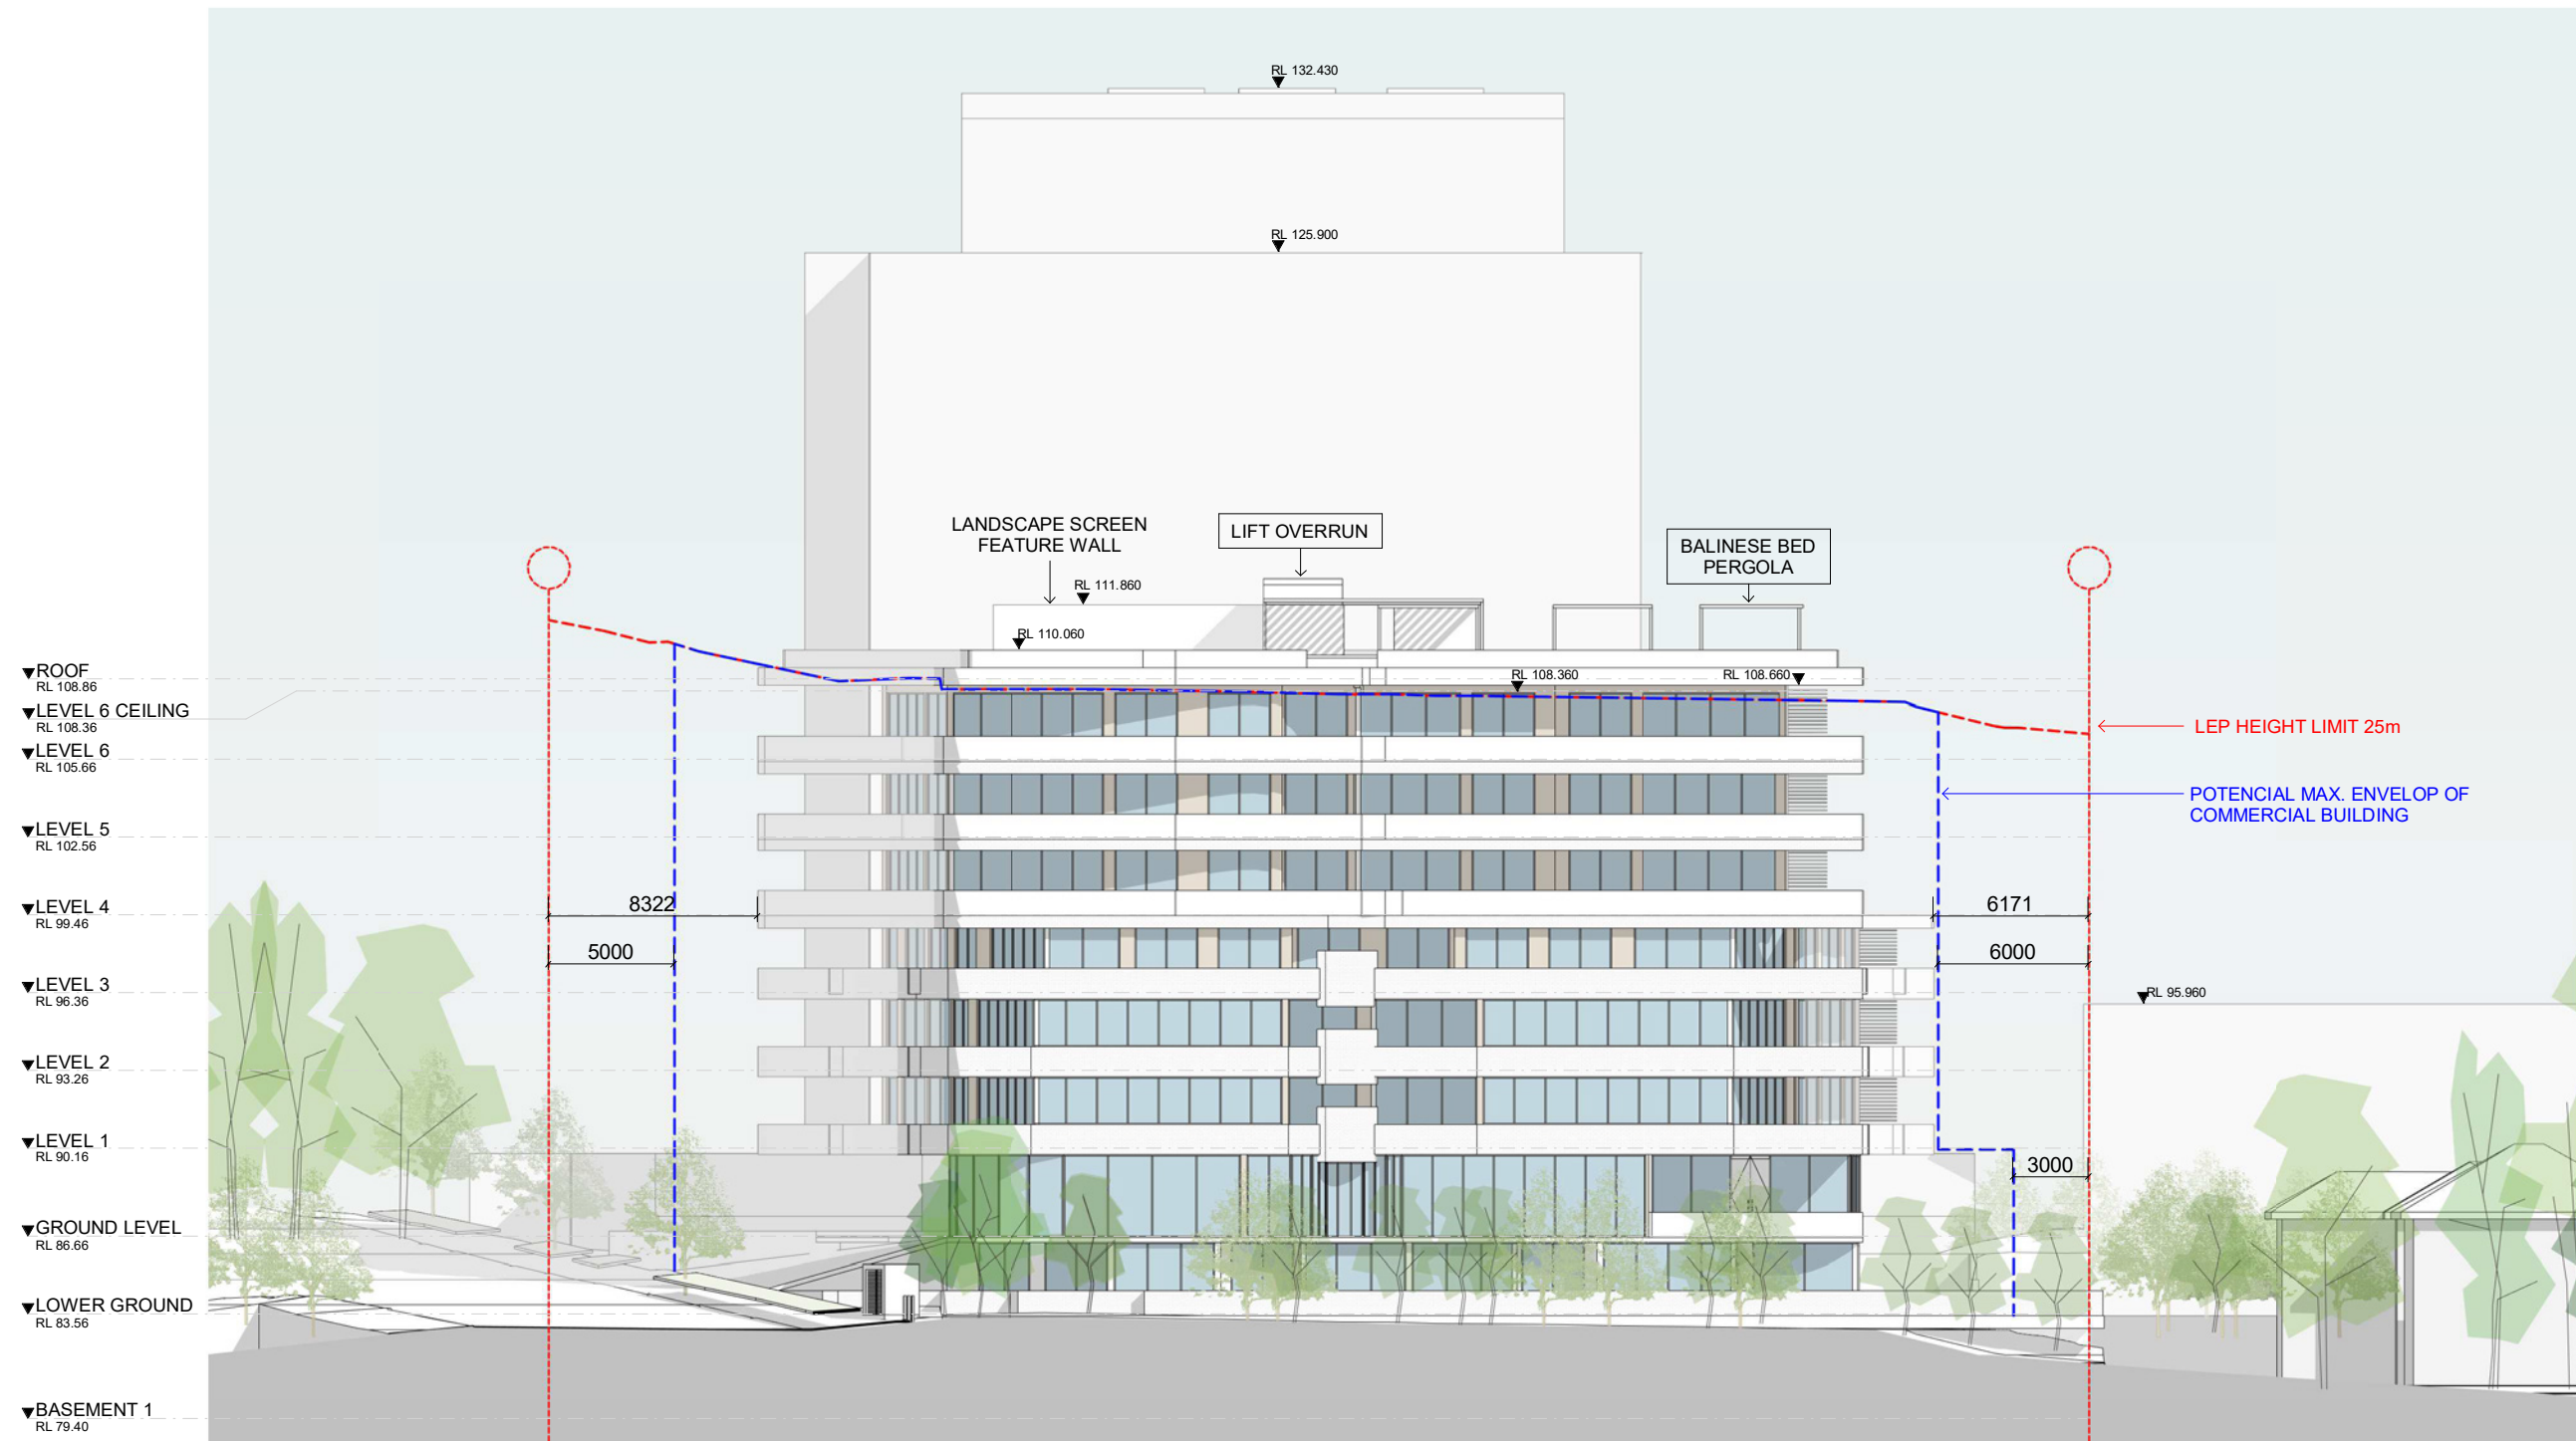 RL 132.430
RL 125.900
LANDSCAPE SCREEN
FEATURE WALL
LIFT OVERRUN
BALINESE BED
PERGOLA
RL 111.860
RL 110.060
ROOF
RL 108.86
RL 108.360
RL 108.660
LEVEL 6 CEILING
RL 108.36
LEP HEIGHT LIMIT 25m
LEVEL 6
RL 105.66
POTENCIAL MAX. ENVELOP OF
COMMERCIAL BUILDING
LEVEL 5
RL 102.56
LEVEL 4
RL 99.46
8322
6171
5000
6000
LEVEL 3
RL 96.36
RL 95.960
LEVEL 2
RL 93.26
LEVEL 1
RL 90.16
3000
GROUND LEVEL
RL 86.66
LOWER GROUND
RL 83.56
BASEMENT 1
RL 79.40